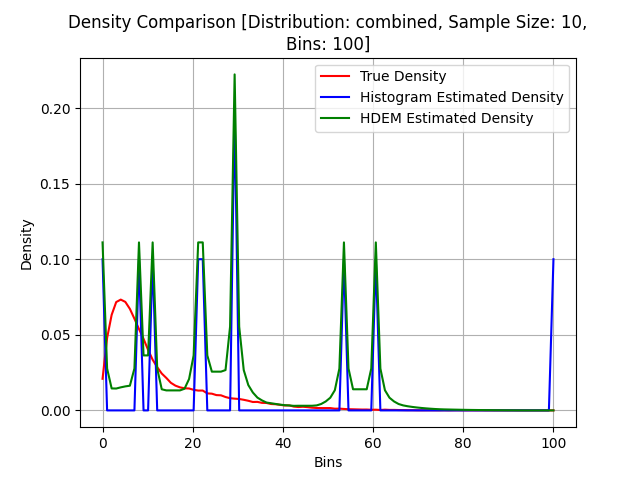 Density Comparison [Distribution: combined, Sample Size: 10,
Bins: 100]
True Density
Histogram Estimated Density
HDEM Estimated Density
Density
0.20
0.15
0.10
0.05
0.00
0 20 40 60 80 100
Bins